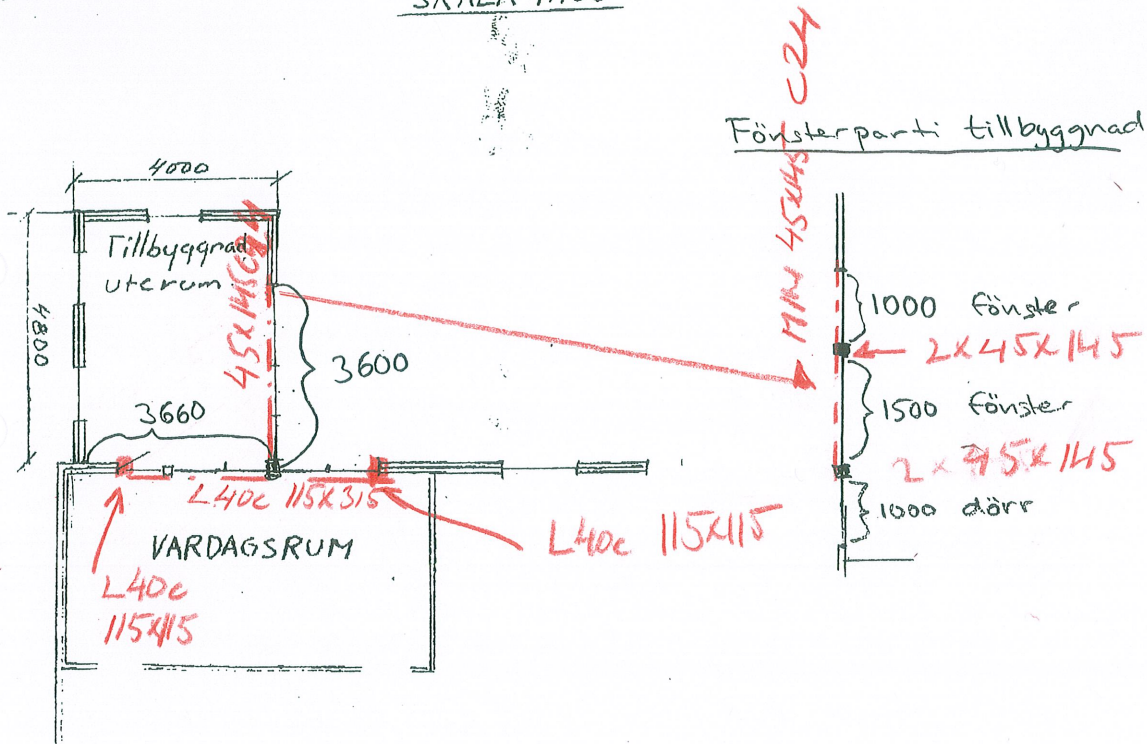 4000
Tillbyggnad
uterum
4800
45x145 C24
3600
3660
L40c 115x315
VARDAGSRUM
L40c
115x115
L40c 115x115
MIN 45x145 C24
Fönsterparti tillbyggnad
1000 fönster
2x45x145
1500 fönster
2x45x145
1000 dörr